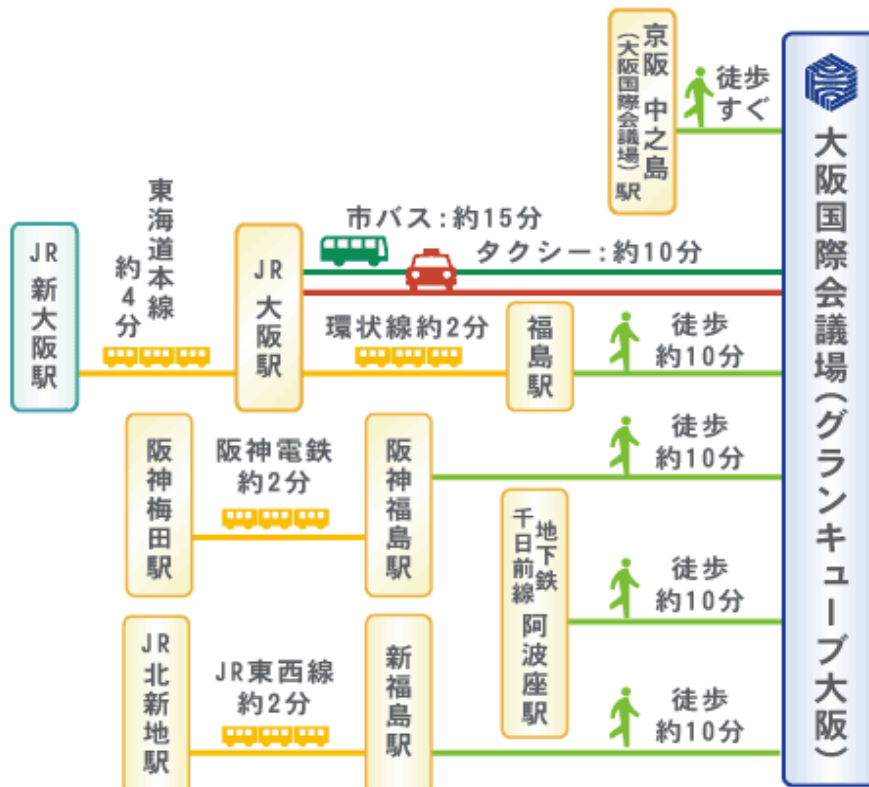 京阪 中之島
(大阪国際会議場)駅
徒歩
すぐ
大阪国際会議場(グランキューブ大阪)
東海道本線
約4分
市バス:約15分
タクシー:約10分
JR 新大阪駅
JR 大阪駅
環状線約2分
福島駅
徒歩
約10分
阪神梅田駅
阪神電鉄
約2分
阪神福島駅
徒歩
約10分
地下鉄
千日前線
阿波座駅
徒歩
約10分
JR北新地駅
JR東西線
約2分
新福島駅
徒歩
約10分